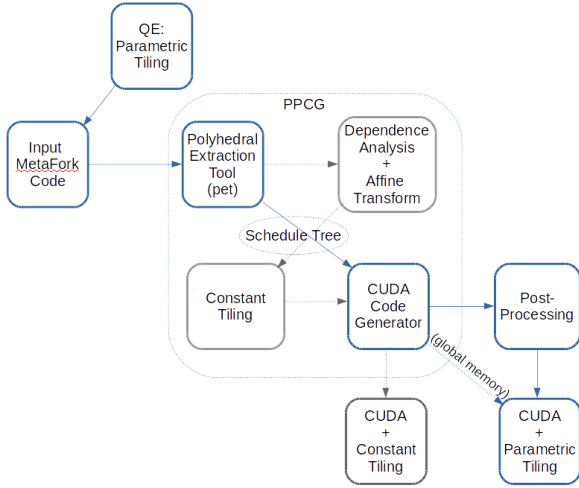 QE:
Parametric
Tiling
PPCG
Input
MetaFork
Code
Polyhedral
Extraction
Tool
(pet)
Dependence
Analysis
+
Affine
Transform
Schedule Tree
Constant
Tiling
CUDA
Code
Generator
Post-
Processing
(global memory)
CUDA
+
Constant
Tiling
CUDA
+
Parametric
Tiling